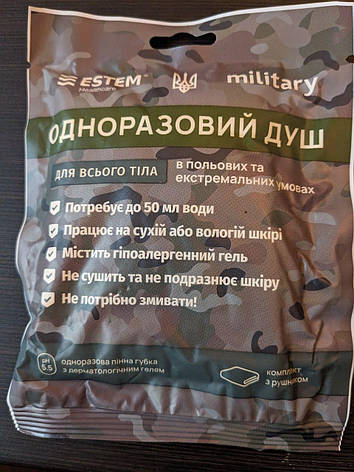 ESTEM
Healthcare
military
ОДНОРАЗОВИЙ ДУШ
ДЛЯ ВСЬОГО ТІЛА
в польових та
екстремальних умовах
Потребує до 50 мл води
Працює на сухій або вологій шкірі
Містить гіпоалергенний гель
Не сушить та не подразнює шкіру
Не потрібно змивати!
pH
5.5
одноразова пінна губка
з дерматологічним гелем
комплект
з рушником